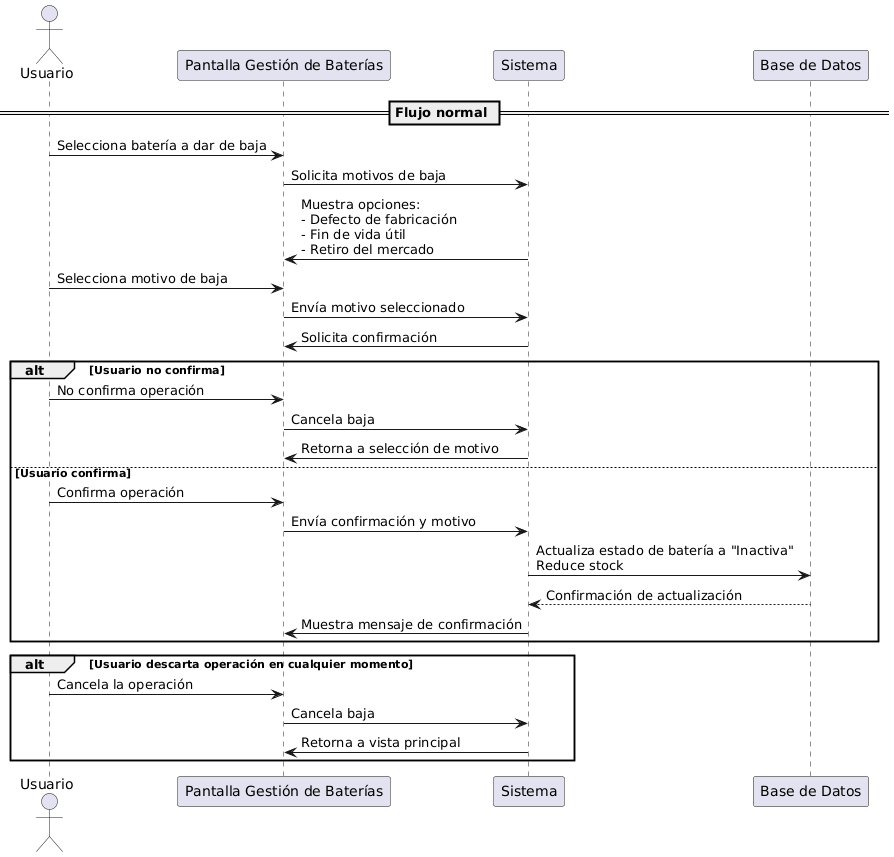 Usuario
Pantalla Gestión de Baterías
Sistema
Base de Datos
Flujo normal
Selecciona batería a dar de baja
Solicita motivos de baja
Muestra opciones:
- Defecto de fabricación
- Fin de vida útil
- Retiro del mercado
Selecciona motivo de baja
Envía motivo seleccionado
Solicita confirmación
alt
[Usuario no confirma]
No confirma operación
Cancela baja
Retorna a selección de motivo
[Usuario confirma]
Confirma operación
Envía confirmación y motivo
Actualiza estado de batería a "Inactiva"
Reduce stock
Confirmación de actualización
Muestra mensaje de confirmación
alt
[Usuario descarta operación en cualquier momento]
Cancela la operación
Cancela baja
Retorna a vista principal
Usuario
Pantalla Gestión de Baterías
Sistema
Base de Datos